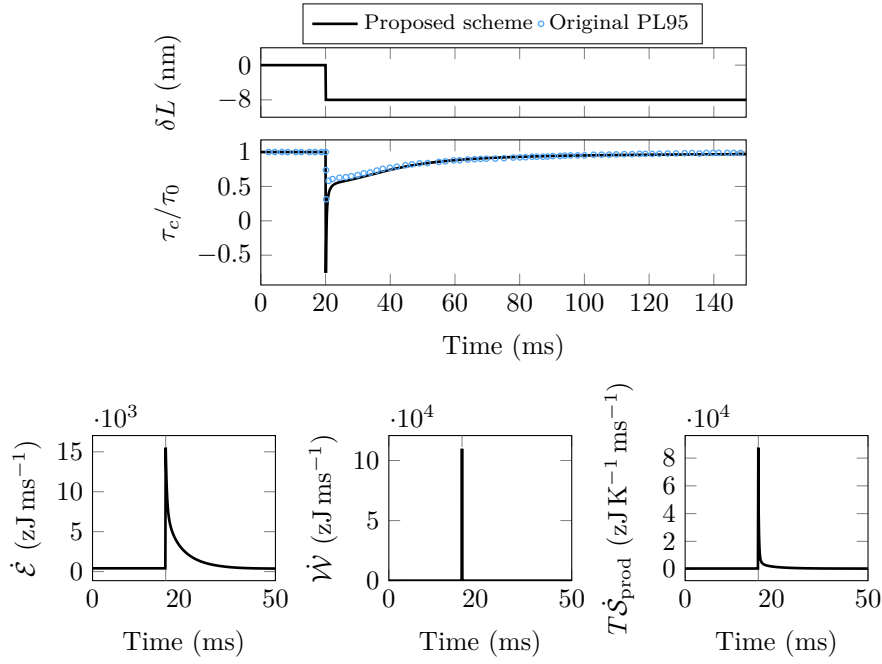 Proposed scheme Original PL95
0
−8
δL (nm)
1
0.5
0
−0.5
τc/τ0
0 20 40 60 80 100 120 140
Time (ms)
·10³ ·10⁴ ·10⁴
15
10
5
0
Ė (zJ ms⁻¹)
0 20 50
Time (ms)
10
5
0
Ẇ (zJ ms⁻¹)
0 20 50
Time (ms)
8
6
4
2
0
TṠprod (zJ K⁻¹ ms⁻¹)
0 20 50
Time (ms)